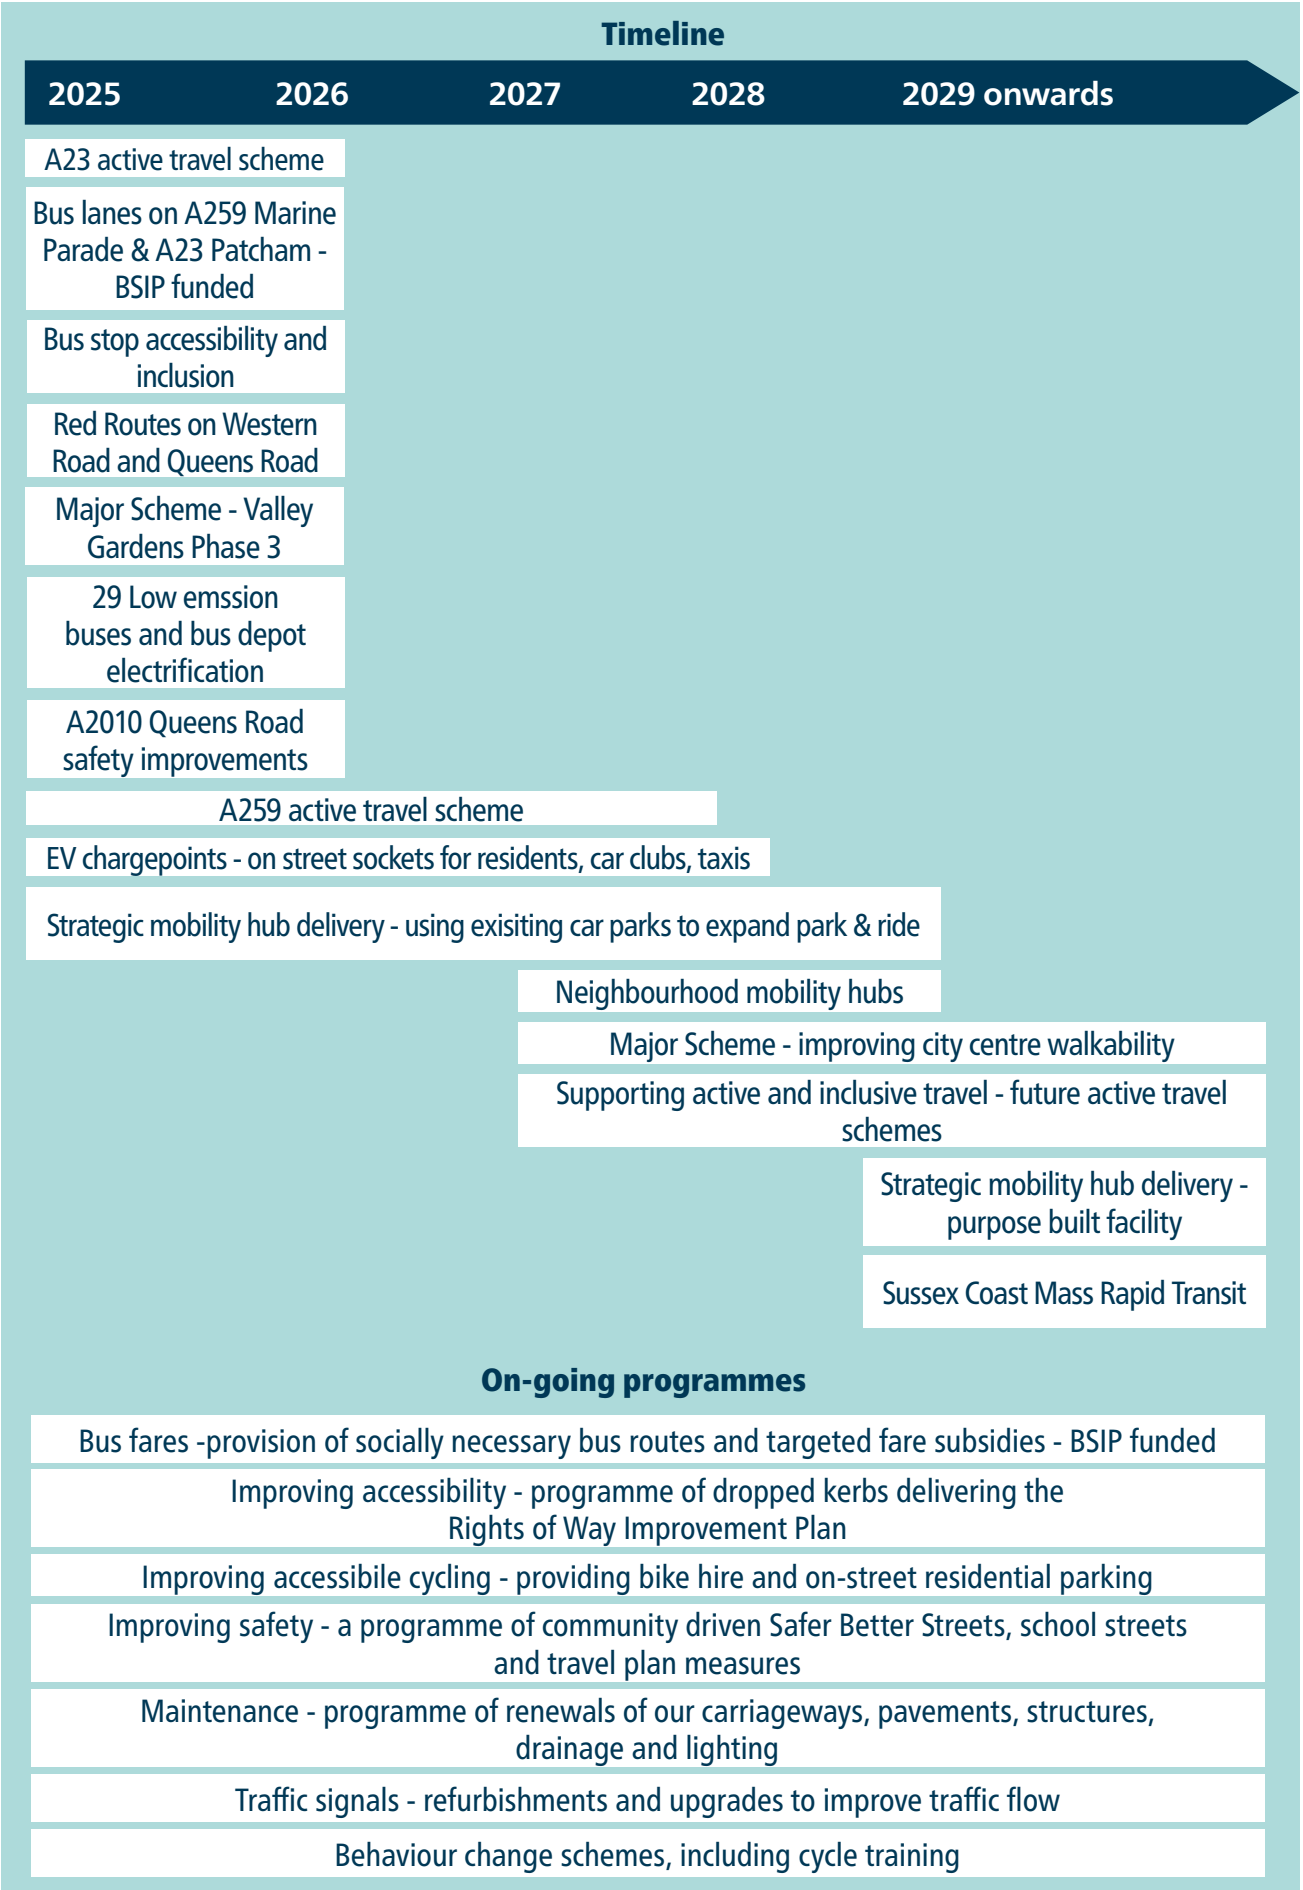 Timeline
2025 2026 2027 2028 2029 onwards
A23 active travel scheme
Bus lanes on A259 Marine
Parade & A23 Patcham -
BSIP funded
Bus stop accessibility and
inclusion
Red Routes on Western
Road and Queens Road
Major Scheme - Valley
Gardens Phase 3
29 Low emssion
buses and bus depot
electrification
A2010 Queens Road
safety improvements
A259 active travel scheme
EV chargepoints - on street sockets for residents, car clubs, taxis
Strategic mobility hub delivery - using exisiting car parks to expand park & ride
Neighbourhood mobility hubs
Major Scheme - improving city centre walkability
Supporting active and inclusive travel - future active travel
schemes
Strategic mobility hub delivery -
purpose built facility
Sussex Coast Mass Rapid Transit
On-going programmes
Bus fares -provision of socially necessary bus routes and targeted fare subsidies - BSIP funded
Improving accessibility - programme of dropped kerbs delivering the
Rights of Way Improvement Plan
Improving accessibile cycling - providing bike hire and on-street residential parking
Improving safety - a programme of community driven Safer Better Streets, school streets
and travel plan measures
Maintenance - programme of renewals of our carriageways, pavements, structures,
drainage and lighting
Traffic signals - refurbishments and upgrades to improve traffic flow
Behaviour change schemes, including cycle training